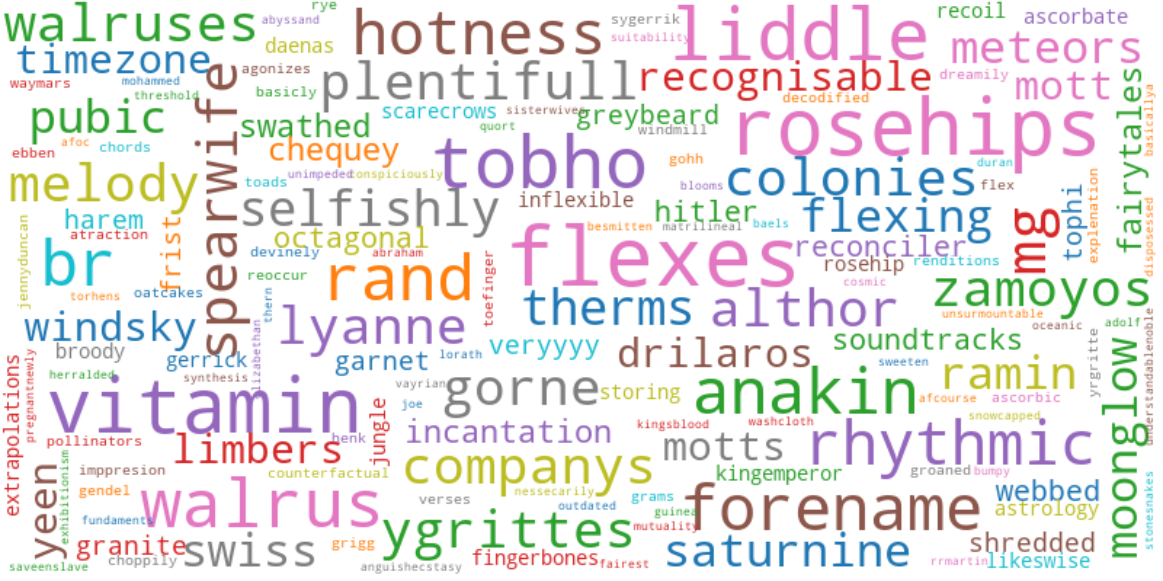 walruses
abyssand
rye
hotness
sygerrik
suitability
liddle
recoil
ascorbate
timezone
daenas
meteors
waymars
mohammed
threshold
agonizes
basicly
plentifull
recognisable
dreamily
mott
decodified
pubic
spearwife
swathed
scarecrows
sisterwives
greybeard
quort
windmill
rosehips
fairytales
basicallya
afoc
chords
ebben
chequey
tobho
gohh
duran
melody
toads
unimpeded
conspiciously
blooms
colonies
flex
selfishly
inflexible
harem
atraction
frist
hitler
matrilineal
baels
besmitten
flexing
mg
tophi
explenation
disposessed
jennyduncan
br
octagonal
devinely
abraham
flexes
reconciler
rosehip
renditions
cosmic
reoccur
rand
toefinger
torhens
oatcakes
thern
zamoyos
windsky
lyanne
therms
althor
unsurmountable
oceanic
adolf
broody
gerrick
lizabethan
garnet
lorath
veryyyy
drilaros
soundtracks
sweeten
yrgritte
understandablenoble
herralded
synthesis
extrapolations
pregnantnewly
vitamin
vayrian
joe
gorne
storing
anakin
ramin
afcourse
ascorbic
snowcapped
moonglow
pollinators
limbers
henk
jungle
incantation
kingsblood
washcloth
motts
rhythmic
yeen
exhibitionism
imppresion
counterfactual
companys
kingemperor
groaned
bumpy
gendel
walrus
verses
nessecarily
outdated
grams
guinea
mutuality
forename
webbed
astrology
stonesnakes
fundaments
granite
choppily
swiss
grigg
ygrittes
anguishecstasy
fingerbones
fairest
saturnine
shredded
rrmartin
likeswise
saveenslave